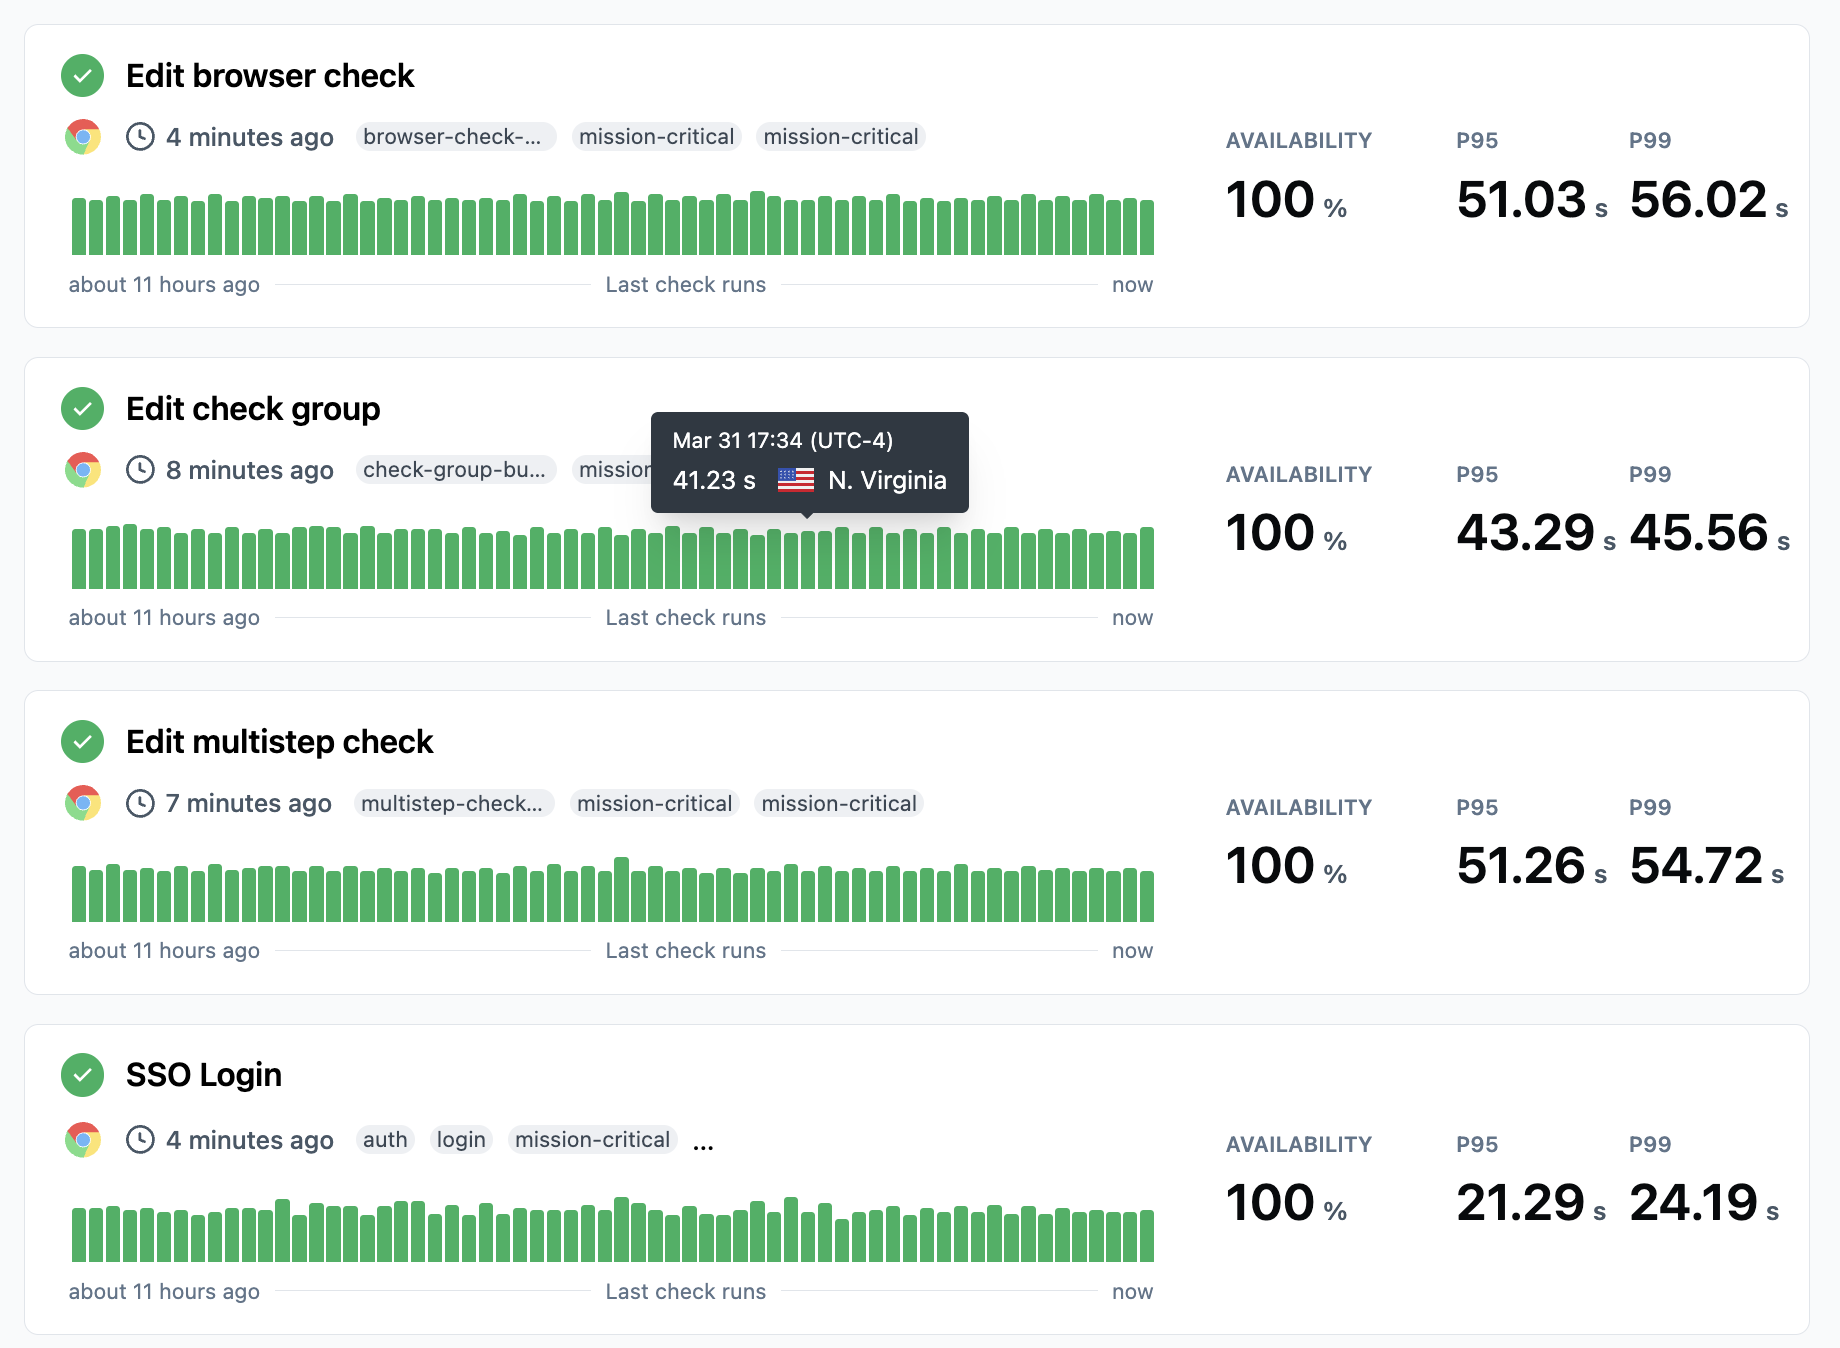 Edit browser check
4 minutes ago browser-check-... mission-critical mission-critical
AVAILABILITY P95 P99
100 % 51.03 s 56.02 s
about 11 hours ago Last check runs now
Edit check group
Mar 31 17:34 (UTC-4)
41.23 s N. Virginia
8 minutes ago check-group-bu... mission
AVAILABILITY P95 P99
100 % 43.29 s 45.56 s
about 11 hours ago Last check runs now
Edit multistep check
7 minutes ago multistep-check... mission-critical mission-critical
AVAILABILITY P95 P99
100 % 51.26 s 54.72 s
about 11 hours ago Last check runs now
SSO Login
4 minutes ago auth login mission-critical ...
AVAILABILITY P95 P99
100 % 21.29 s 24.19 s
about 11 hours ago Last check runs now